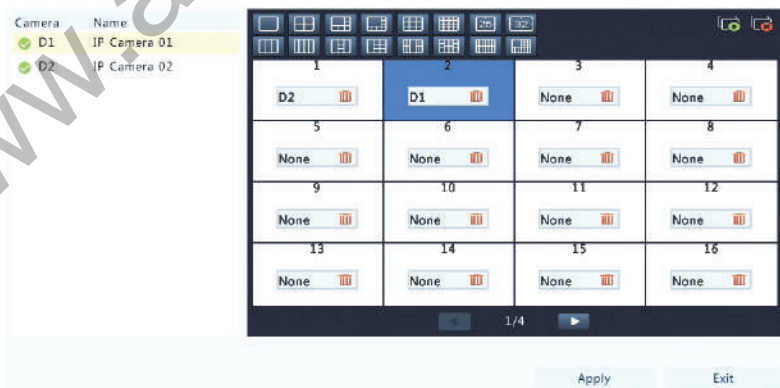 Camera Name
D1 IP Camera 01
D2 IP Camera 02
26 32
1 2 3 4
D2 D1 None None
5 6 7 8
None None None None
9 10 11 12
None None None None
13 14 15 16
None None None None
1/4
Apply Exit